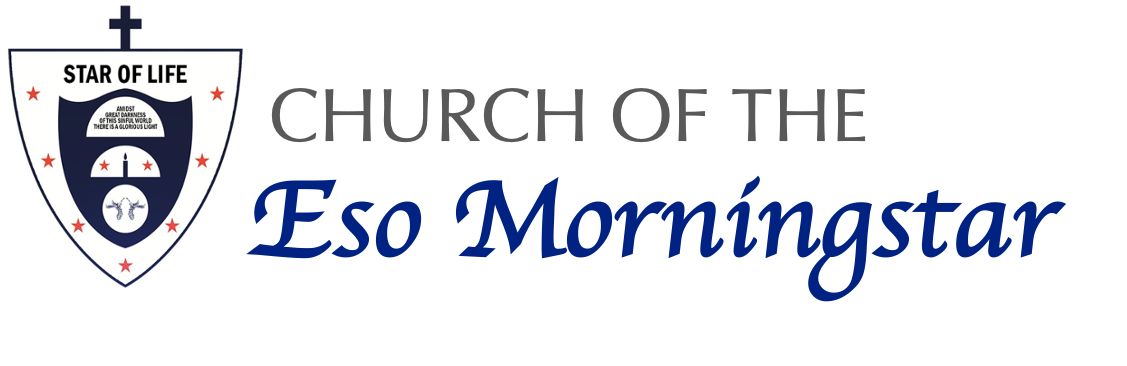 STAR OF LIFE
AMIDST
GREAT DARKNESS
OF THIS SINFUL WORLD
THERE IS A GLORIOUS LIGHT
CHURCH OF THE
Eso Morningstar